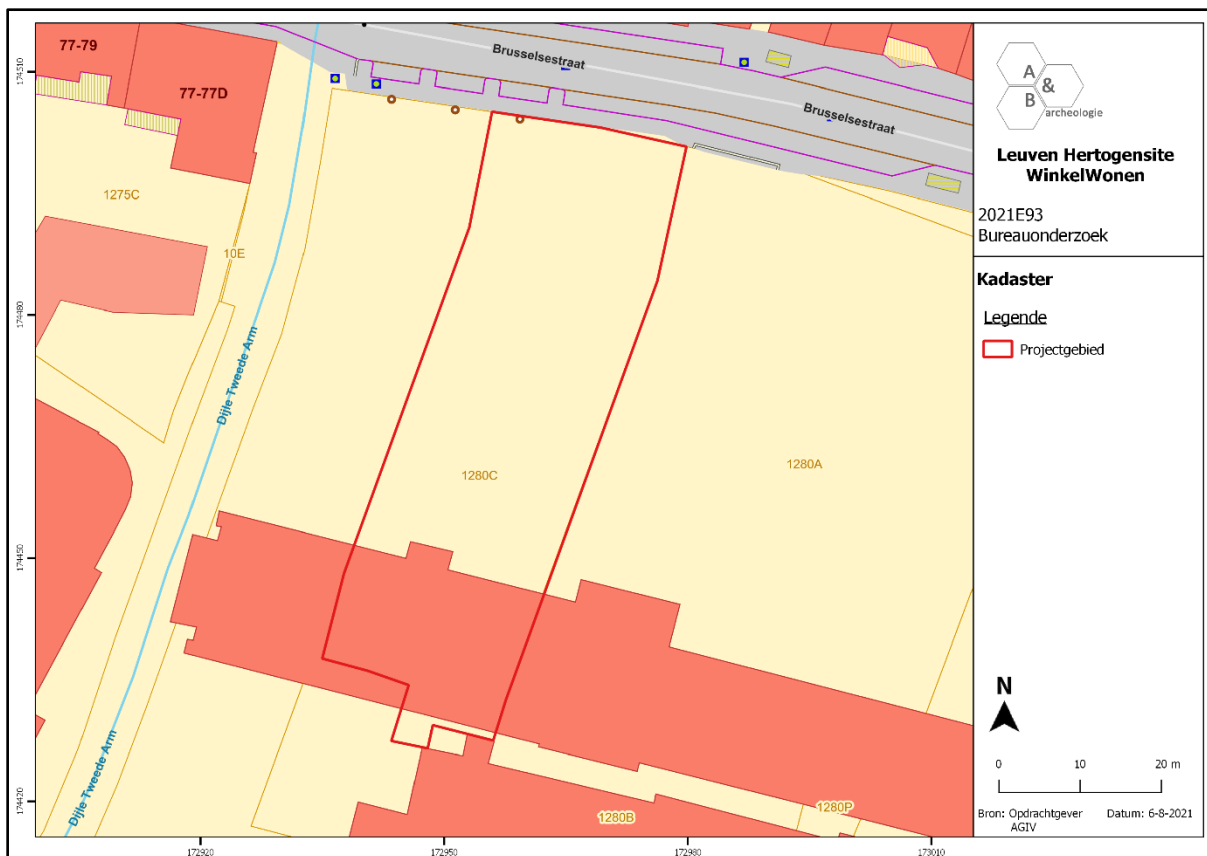 77-79
77-77D
Brusselsestraat
Brusselsestraat
1275C
10E
Dijle Tweede Arm
1280C
1280A
Dijle Tweede Arm
1280B
1280P
174510
174480
174450
174420
172920
172950
172980
173010
A
&
B
archeologie
Leuven Hertogensite
WinkelWonen
2021E93
Bureauonderzoek
Kadaster
Legende
Projectgebied
N
0 10 20 m
Bron: Opdrachtgever Datum: 6-8-2021
AGIV